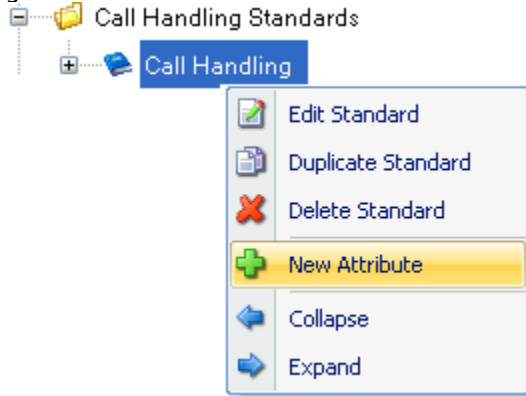 Call Handling Standards
Call Handling
Edit Standard
Duplicate Standard
Delete Standard
New Attribute
Collapse
Expand